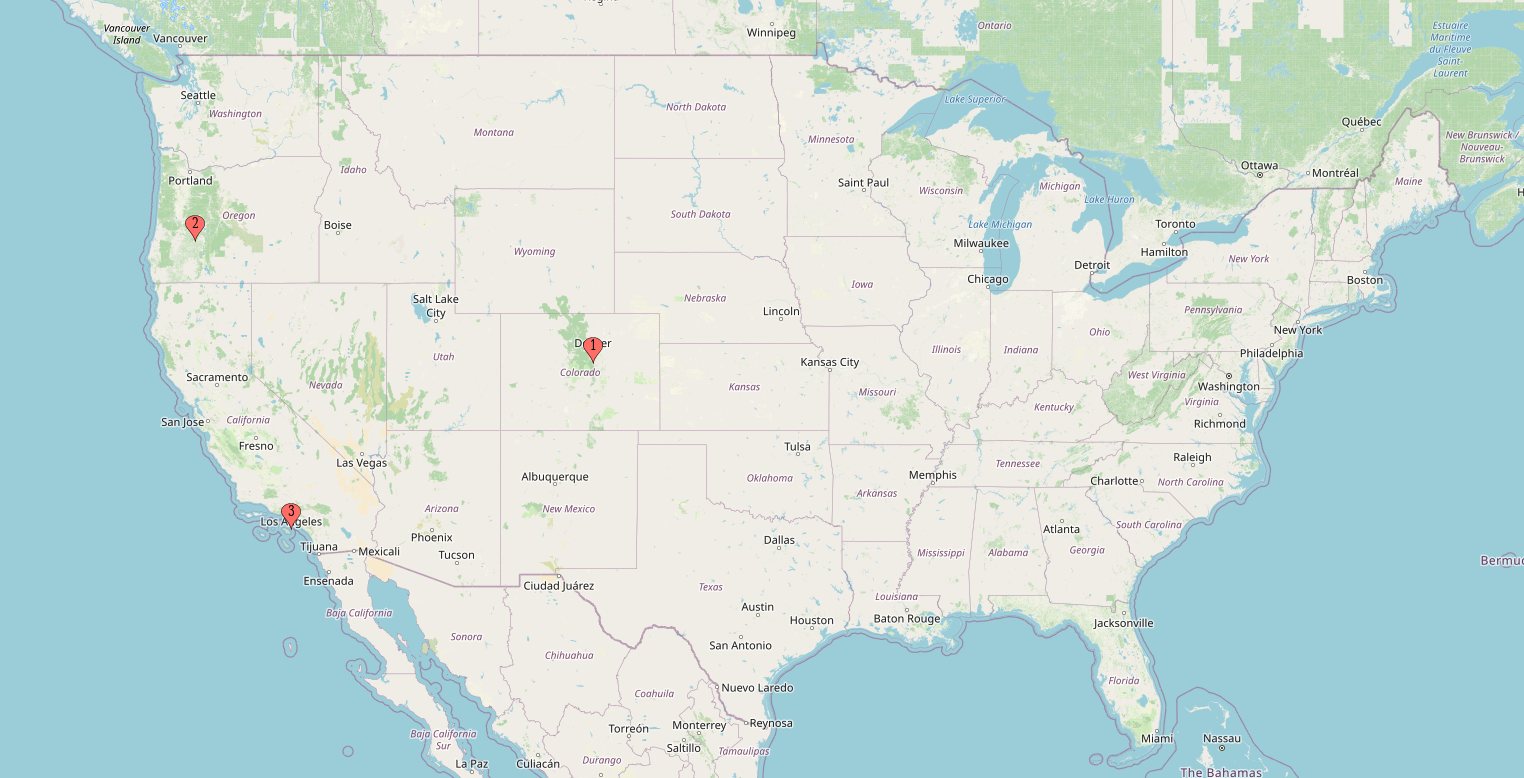 Regina
Winnipeg
Ontario
Vancouver
Island
Vancouver
Estuaire
Maritime
du Fleuve
Saint-
Laurent
Seattle
Washington
North Dakota
Lake Superior
Montana
Minnesota
Québec
New Brunswick /
Nouveau-
Brunswick
Portland
Idaho
Saint Paul
Wisconsin
Michigan
Ottawa
Montréal
Maine
2
Oregon
Boise
South Dakota
Lake Michigan
Lake Huron
Toronto
Milwaukee
Hamilton
Wyoming
Detroit
New York
Chicago
Boston
Salt Lake
City
Nebraska
Iowa
Lincoln
Pennsylvania
New York
Ohio
1
Utah
Colorado
Illinois
Indiana
Philadelphia
Kansas City
Sacramento
Nevada
Kansas
Missouri
West Virginia
Washington
Virginia
San Jose
California
Kentucky
Richmond
Fresno
Las Vegas
Tulsa
Tennessee
Raleigh
Albuquerque
Oklahoma
Memphis
Charlotte
North Carolina
Arkansas
3
Los Angeles
Arizona
New Mexico
South Carolina
Phoenix
Dallas
Atlanta
Georgia
Tijuana
Mexicali
Tucson
Mississippi
Alabama
Bermu
Ensenada
Ciudad Juárez
Texas
Louisiana
Baja California
Austin
Houston
Baton Rouge
Jacksonville
Sonora
San Antonio
Chihuahua
Florida
Coahuila
Nuevo Laredo
Baja California
Sur
Torreón
Monterrey
Reynosa
Saltillo
Tamaulipas
Miami
Nassau
La Paz
Culiacán
Durango
The Bahamas